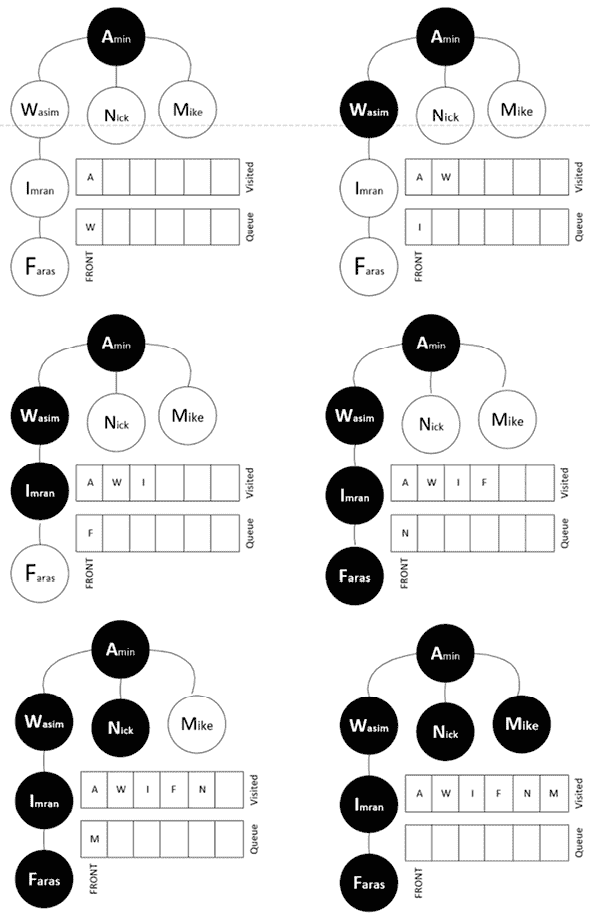 Amin
Wasim
Nick
Mike
Imran
A
Visited
W
Queue
Faras
FRONT
Amin
Wasim
Nick
Mike
Imran
A W
Visited
I
Queue
Faras
FRONT
Amin
Wasim
Nick
Mike
Imran
A W I
Visited
F
Queue
Faras
FRONT
Amin
Wasim
Nick
Mike
Imran
A W I F
Visited
N
Queue
Faras
FRONT
Amin
Wasim
Nick
Mike
Imran
A W I F N
Visited
M
Queue
Faras
FRONT
Amin
Wasim
Nick
Mike
Imran
A W I F N M
Visited
Queue
Faras
FRONT